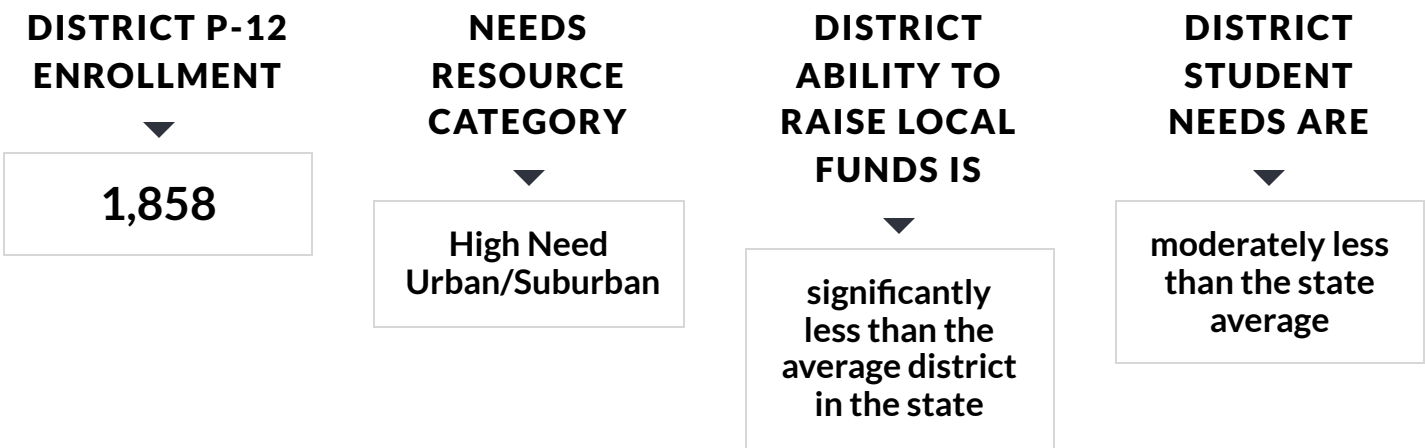 DISTRICT P-12
ENROLLMENT
1,858
NEEDS
RESOURCE
CATEGORY
High Need
Urban/Suburban
DISTRICT
ABILITY TO
RAISE LOCAL
FUNDS IS
significantly
less than the
average district
in the state
DISTRICT
STUDENT
NEEDS ARE
moderately less
than the state
average